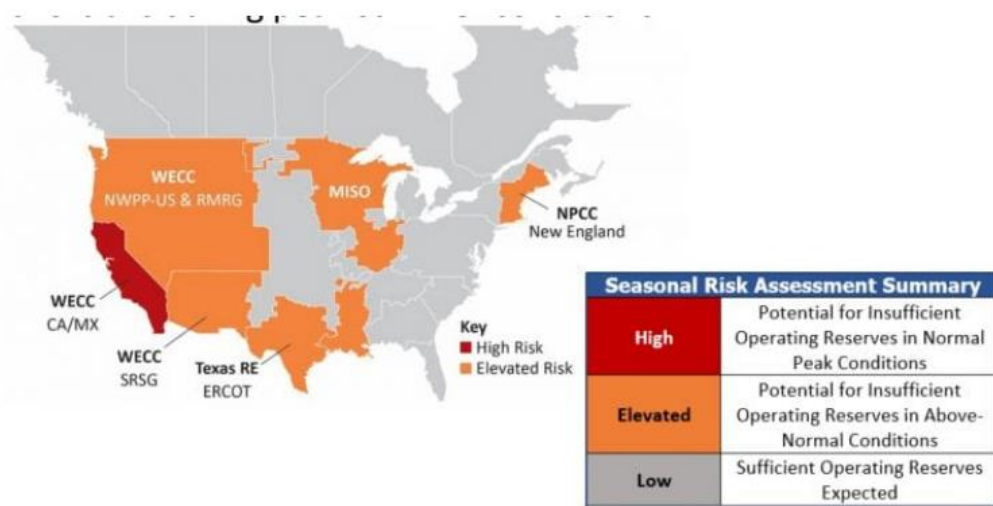 WECC
NWPP-US & RMRG
MISO
NPCC
New England
WECC
CA/MX
WECC
SRSG
Texas RE
ERCOT
Key
High Risk
Elevated Risk
Seasonal Risk Assessment Summary
High
Potential for Insufficient
Operating Reserves in Normal
Peak Conditions
Elevated
Potential for Insufficient
Operating Reserves in Above-
Normal Conditions
Low
Sufficient Operating Reserves
Expected